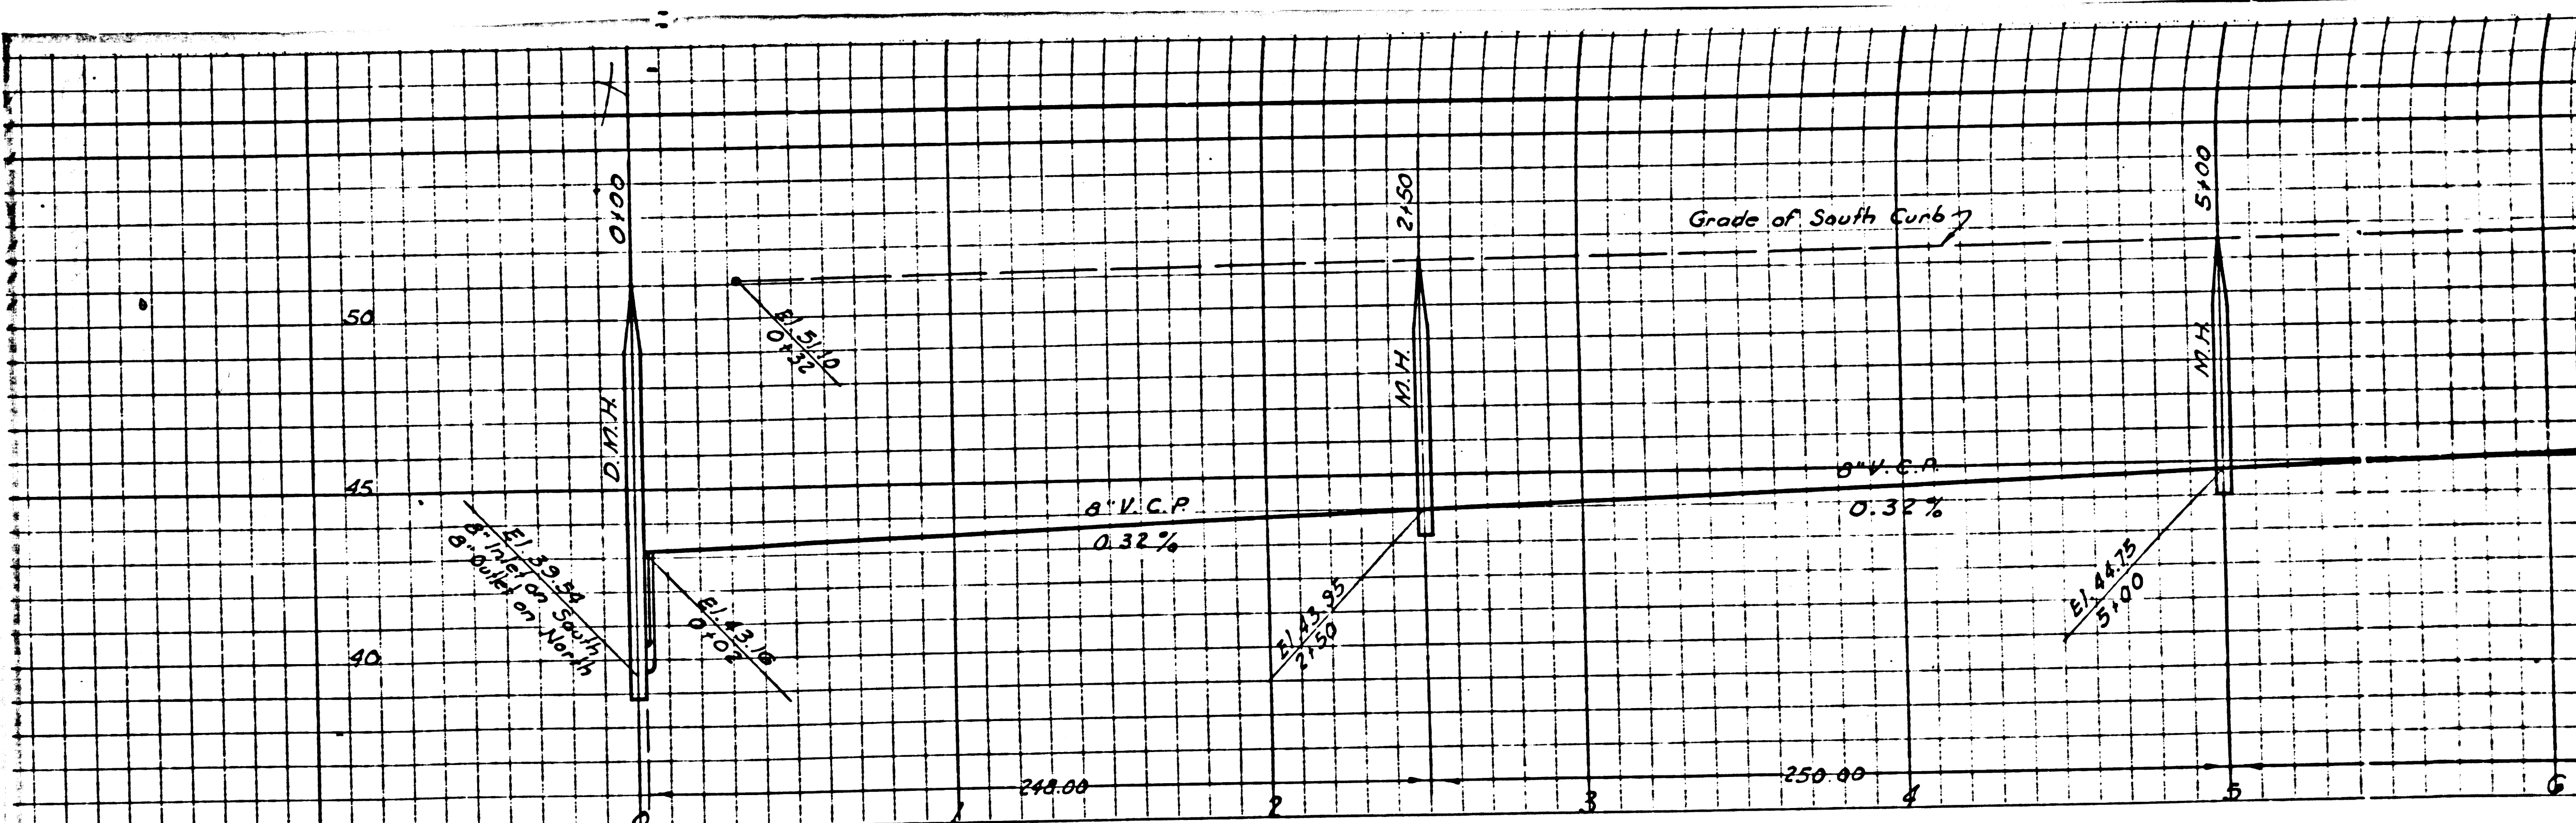 0+00
2+50
5+00
Grade of South Curb
50
El. 51.10
0+32
D.M.H.
M.H.
M.H.
45
8" V.C.P.
0.32%
8" V.C.P.
0.32%
El. 39.54
8" Inlet on South
8" Outlet on North
El. 43.16
0+02
El. 43.95
2+50
El. 44.75
5+00
40
248.00
250.00
0
1
2
3
4
5
6